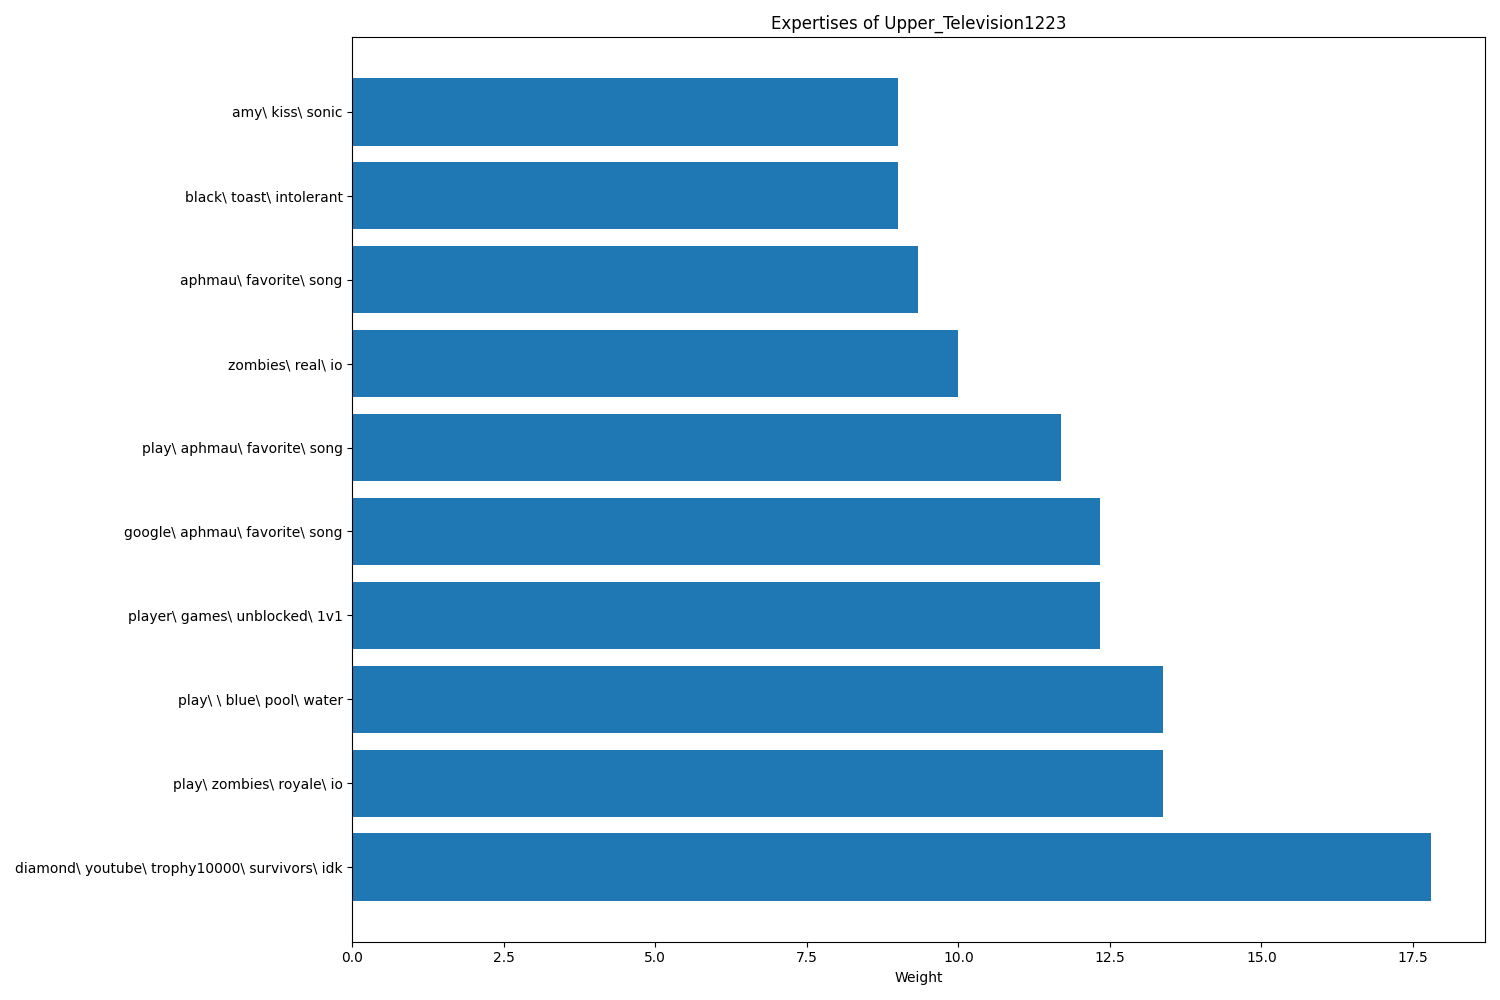 Expertises of Upper_Television1223
amy\ kiss\ sonic
black\ toast\ intolerant
aphmau\ favorite\ song
zombies\ real\ io
play\ aphmau\ favorite\ song
google\ aphmau\ favorite\ song
player\ games\ unblocked\ 1v1
play\ \ blue\ pool\ water
play\ zombies\ royale\ io
diamond\ youtube\ trophy10000\ survivors\ idk
0.0 2.5 5.0 7.5 10.0 12.5 15.0 17.5
Weight